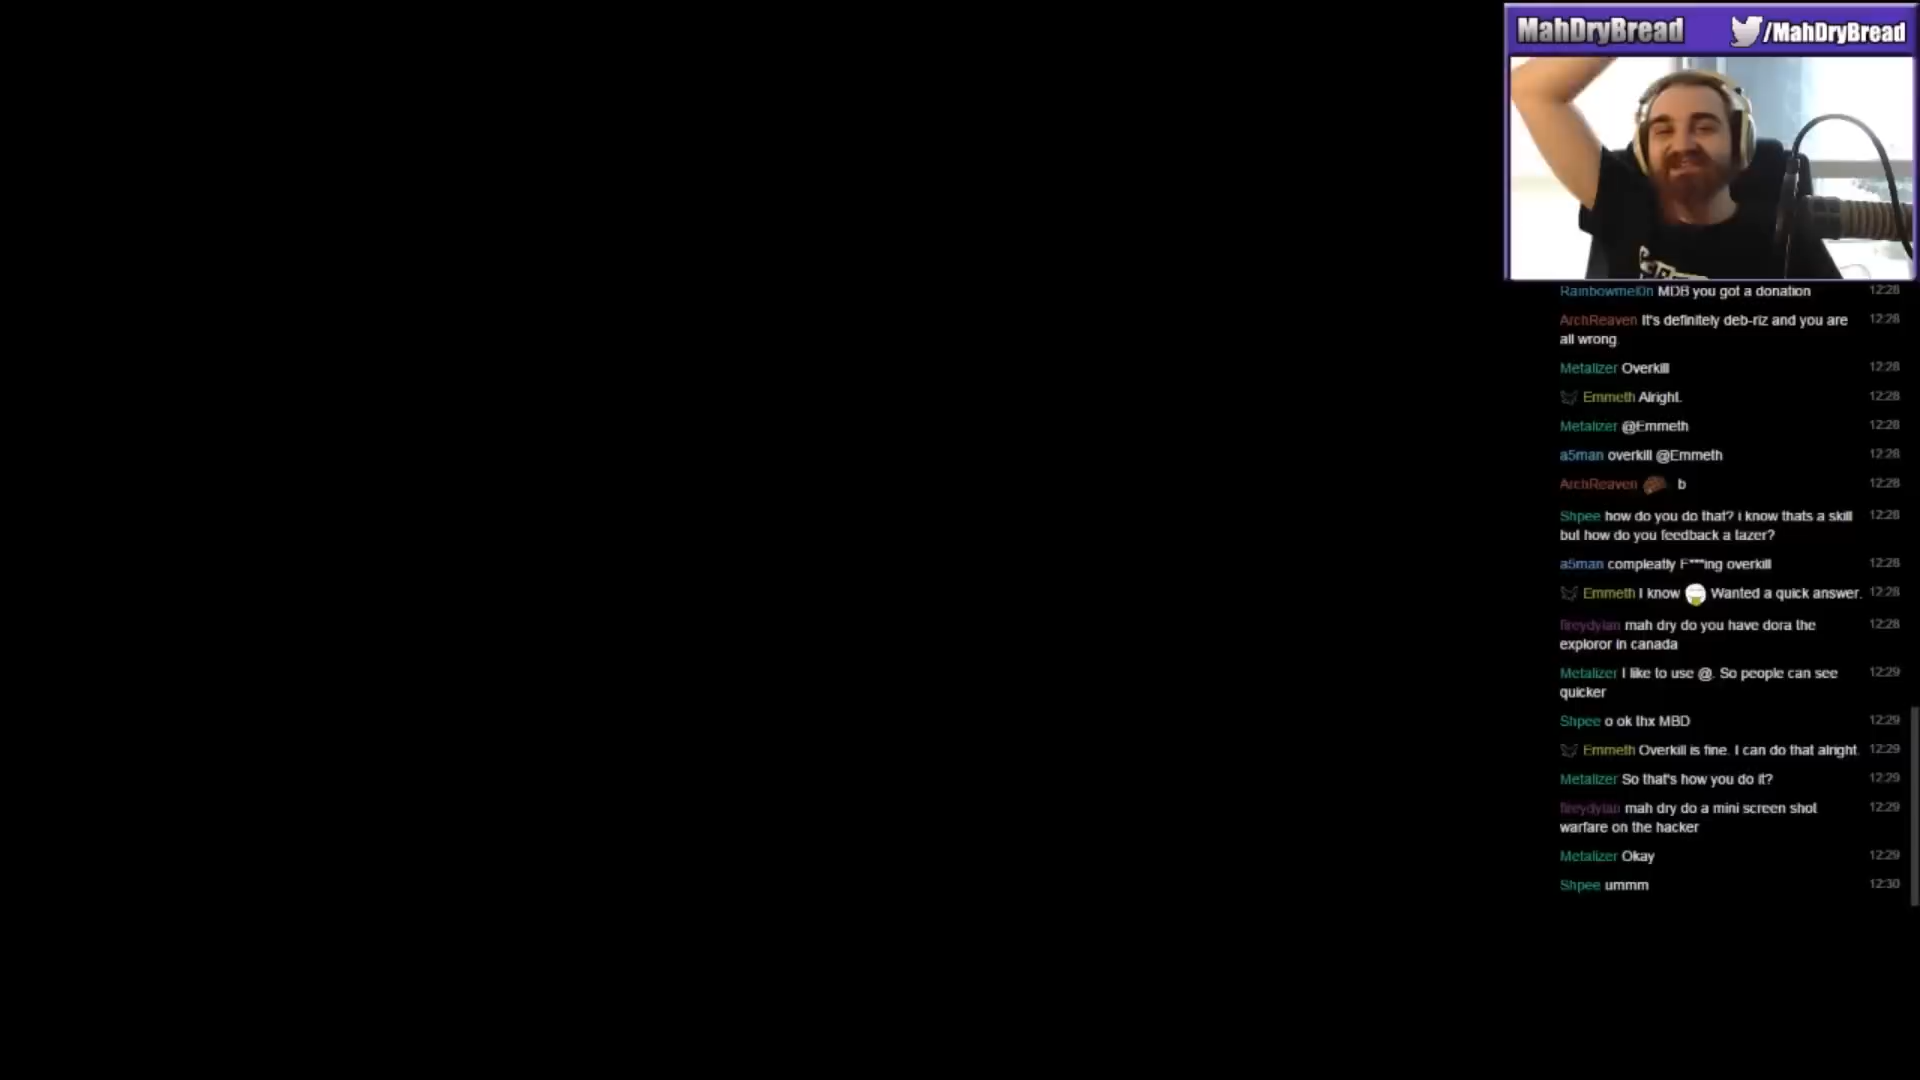 MahDryBread /MahDryBread
Rainbowmel0n MDB you got a donation 12:28
ArchReaven It's definitely deb-riz and you are 12:28
all wrong.
Metalizer Overkill 12:28
Emmeth Alright. 12:28
Metalizer @Emmeth 12:28
a5man overkill @Emmeth 12:28
ArchReaven b 12:28
Shpee how do you do that? i know thats a skill 12:28
but how do you feedback a lazer?
a5man compleatly F***ing overkill 12:28
Emmeth I know Wanted a quick answer. 12:28
fireydylan mah dry do you have dora the 12:28
exploror in canada
Metalizer I like to use @. So people can see 12:29
quicker
Shpee o ok thx MBD 12:29
Emmeth Overkill is fine. I can do that alright. 12:29
Metalizer So that's how you do it? 12:29
fireydylan mah dry do a mini screen shot 12:29
warfare on the hacker
Metalizer Okay 12:29
Shpee ummm 12:30